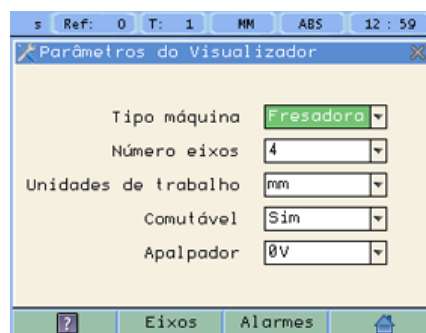 s Ref: 0 T: 1 MM ABS 12 : 59
Parâmetros do Visualizador
Tipo máquina Fresadora
Número eixos 4
Unidades de trabalho mm
Comutável Sim
Apalpador 0V
? Eixos Alarmes